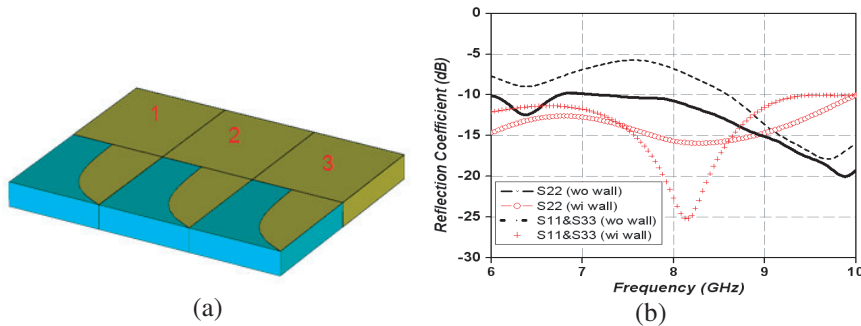 1
2
3
(a)
Reflection Coefficient (dB)
0
-5
-10
-15
-20
-25
-30
S22 (wo wall)
S22 (wi wall)
S11&S33 (wo wall)
S11&S33 (wi wall)
6
7
8
9
10
Frequency (GHz)
(b)